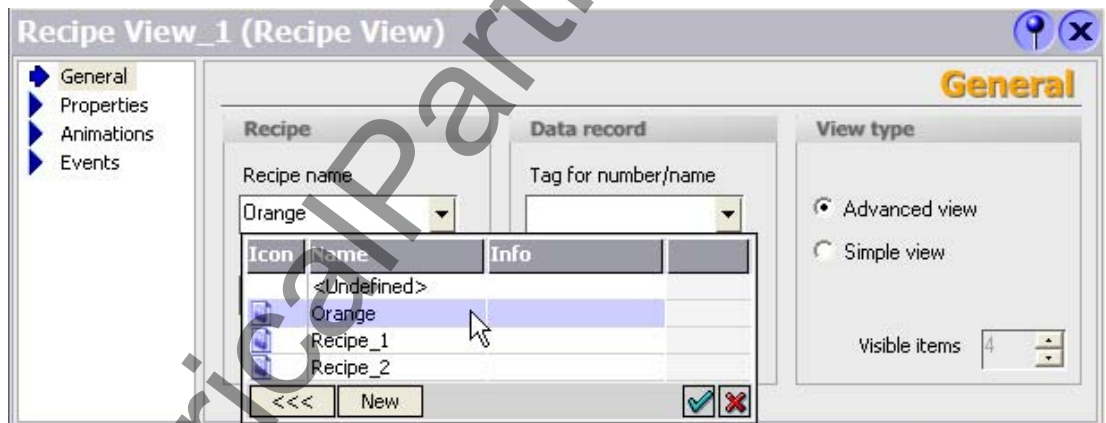 Recipe View_1 (Recipe View)
General
Properties
Animations
Events
General
Recipe
Recipe name
Orange
Icon Name Info
<Undefined>
Orange
Recipe_1
Recipe_2
<<< New
Data record
Tag for number/name
View type
Advanced view
Simple view
Visible items 4